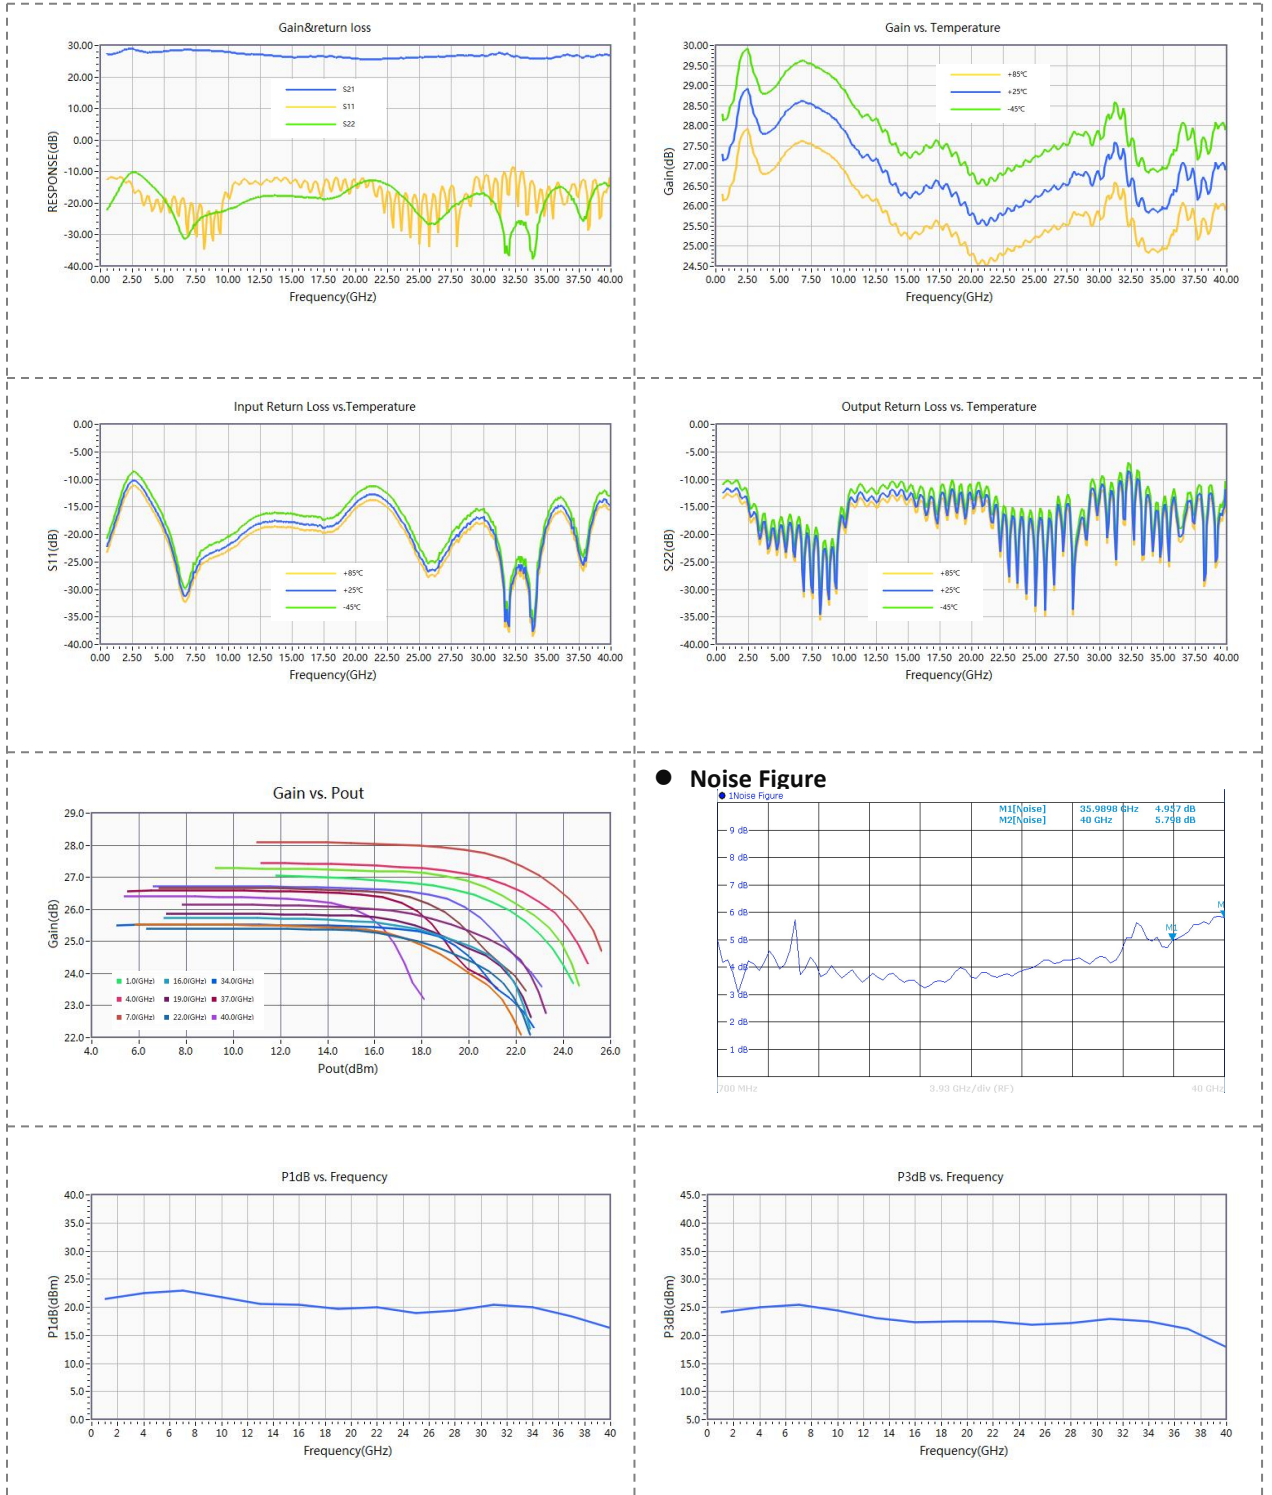 Gain&return loss
30.00
20.00
10.00
0.00
-10.00
-20.00
-30.00
-40.00
RESPONSE(dB)
S21
S11
S22
0.00 2.50 5.00 7.50 10.00 12.50 15.00 17.50 20.00 22.50 25.00 27.50 30.00 32.50 35.00 37.50 40.00
Frequency(GHz)
Gain vs. Temperature
30.00
29.50
29.00
28.50
28.00
27.50
27.00
26.50
26.00
25.50
25.00
24.50
Gain(dB)
+85℃
+25℃
-45℃
0.00 2.50 5.00 7.50 10.00 12.50 15.00 17.50 20.00 22.50 25.00 27.50 30.00 32.50 35.00 37.50 40.00
Frequency(GHz)
Input Return Loss vs.Temperature
0.00
-5.00
-10.00
-15.00
-20.00
-25.00
-30.00
-35.00
-40.00
S11(dB)
+85℃
+25℃
-45℃
0.00 2.50 5.00 7.50 10.00 12.50 15.00 17.50 20.00 22.50 25.00 27.50 30.00 32.50 35.00 37.50 40.00
Frequency(GHz)
Output Return Loss vs. Temperature
0.00
-5.00
-10.00
-15.00
-20.00
-25.00
-30.00
-35.00
-40.00
S22(dB)
+85℃
+25℃
-45℃
0.00 2.50 5.00 7.50 10.00 12.50 15.00 17.50 20.00 22.50 25.00 27.50 30.00 32.50 35.00 37.50 40.00
Frequency(GHz)
Gain vs. Pout
29.0
28.0
27.0
26.0
25.0
24.0
23.0
22.0
Gain(dB)
1.0(GHz) 16.0(GHz) 34.0(GHz)
4.0(GHz) 19.0(GHz) 37.0(GHz)
7.0(GHz) 22.0(GHz) 40.0(GHz)
4.0 6.0 8.0 10.0 12.0 14.0 16.0 18.0 20.0 22.0 24.0 26.0
Pout(dBm)
● Noise Figure
1Noise Figure
M1[Noise] 35.9898 GHz 4.957 dB
M2[Noise] 40 GHz 5.798 dB
9 dB
8 dB
7 dB
6 dB
5 dB
4 dB
3 dB
2 dB
1 dB
M1
M
700 MHz 3.93 GHz/div (RF) 40 GHz
P1dB vs. Frequency
40.0
35.0
30.0
25.0
20.0
15.0
10.0
5.0
0.0
P1dB(dBm)
0 2 4 6 8 10 12 14 16 18 20 22 24 26 28 30 32 34 36 38 40
Frequency(GHz)
P3dB vs. Frequency
45.0
40.0
35.0
30.0
25.0
20.0
15.0
10.0
5.0
P3dB(dBm)
0 2 4 6 8 10 12 14 16 18 20 22 24 26 28 30 32 34 36 38 40
Frequency(GHz)